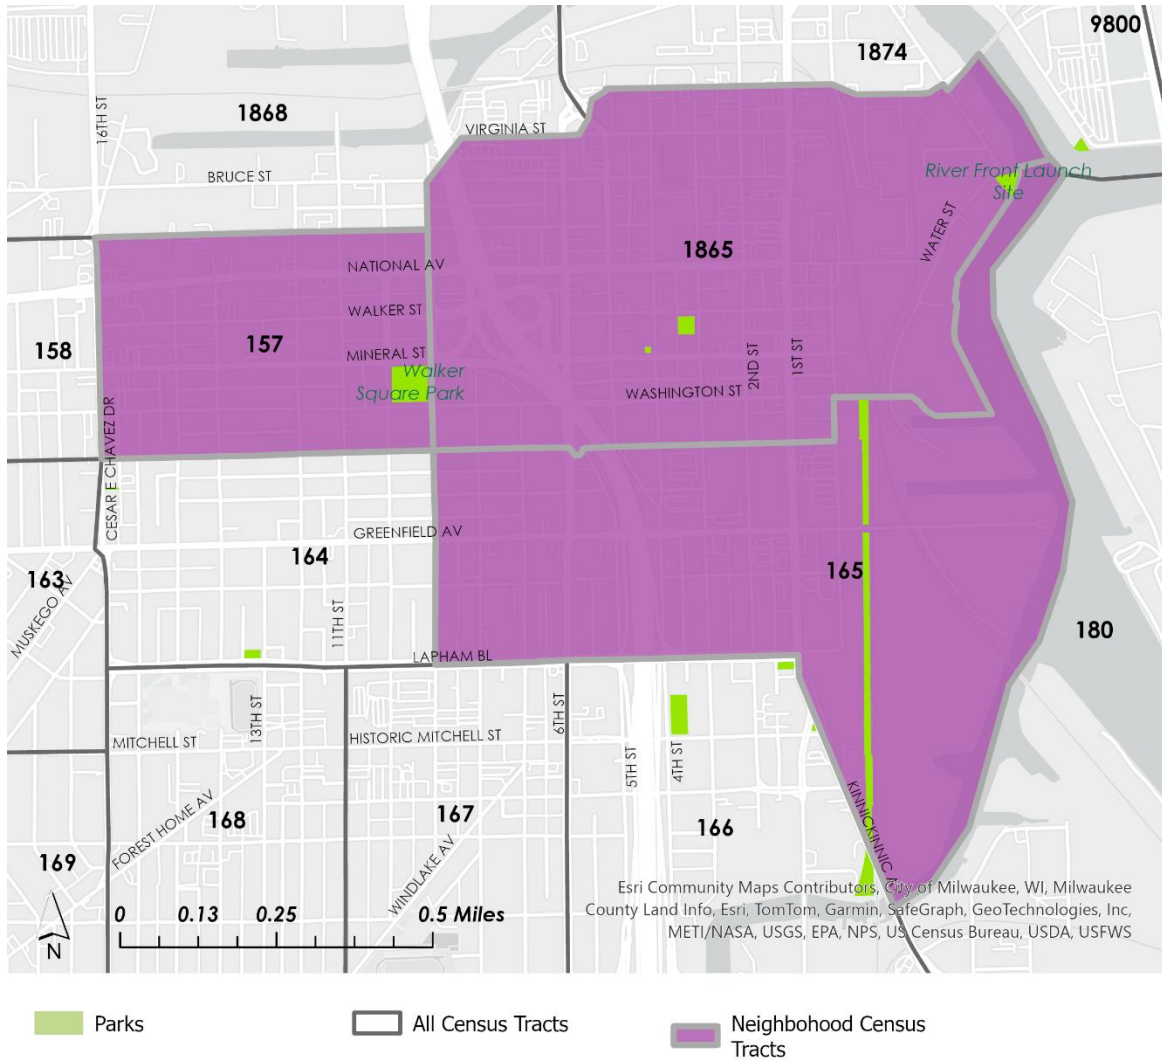 9800
1874
1868
16TH ST
VIRGINIA ST
BRUCE ST
River Front Launch
Site
WATER ST
1865
NATIONAL AV
WALKER ST
157
158
MINERAL ST
Walker
Square Park
2ND ST
1ST ST
WASHINGTON ST
CESAR E CHAVEZ DR
GREENFIELD AV
164
165
163
MUSKEGO AV
11TH ST
180
LAPHAM BL
13TH ST
6TH ST
MITCHELL ST
HISTORIC MITCHELL ST
5TH ST
4TH ST
KINNICKINNIC A
FOREST HOME AV
168
167
166
169
WINDLAKE AV
Esri Community Maps Contributors, City of Milwaukee, WI, Milwaukee
County Land Info, Esri, TomTom, Garmin, SafeGraph, GeoTechnologies, Inc,
METI/NASA, USGS, EPA, NPS, US Census Bureau, USDA, USFWS
0 0.13 0.25 0.5 Miles
N
Parks
All Census Tracts
Neighbohood Census
Tracts